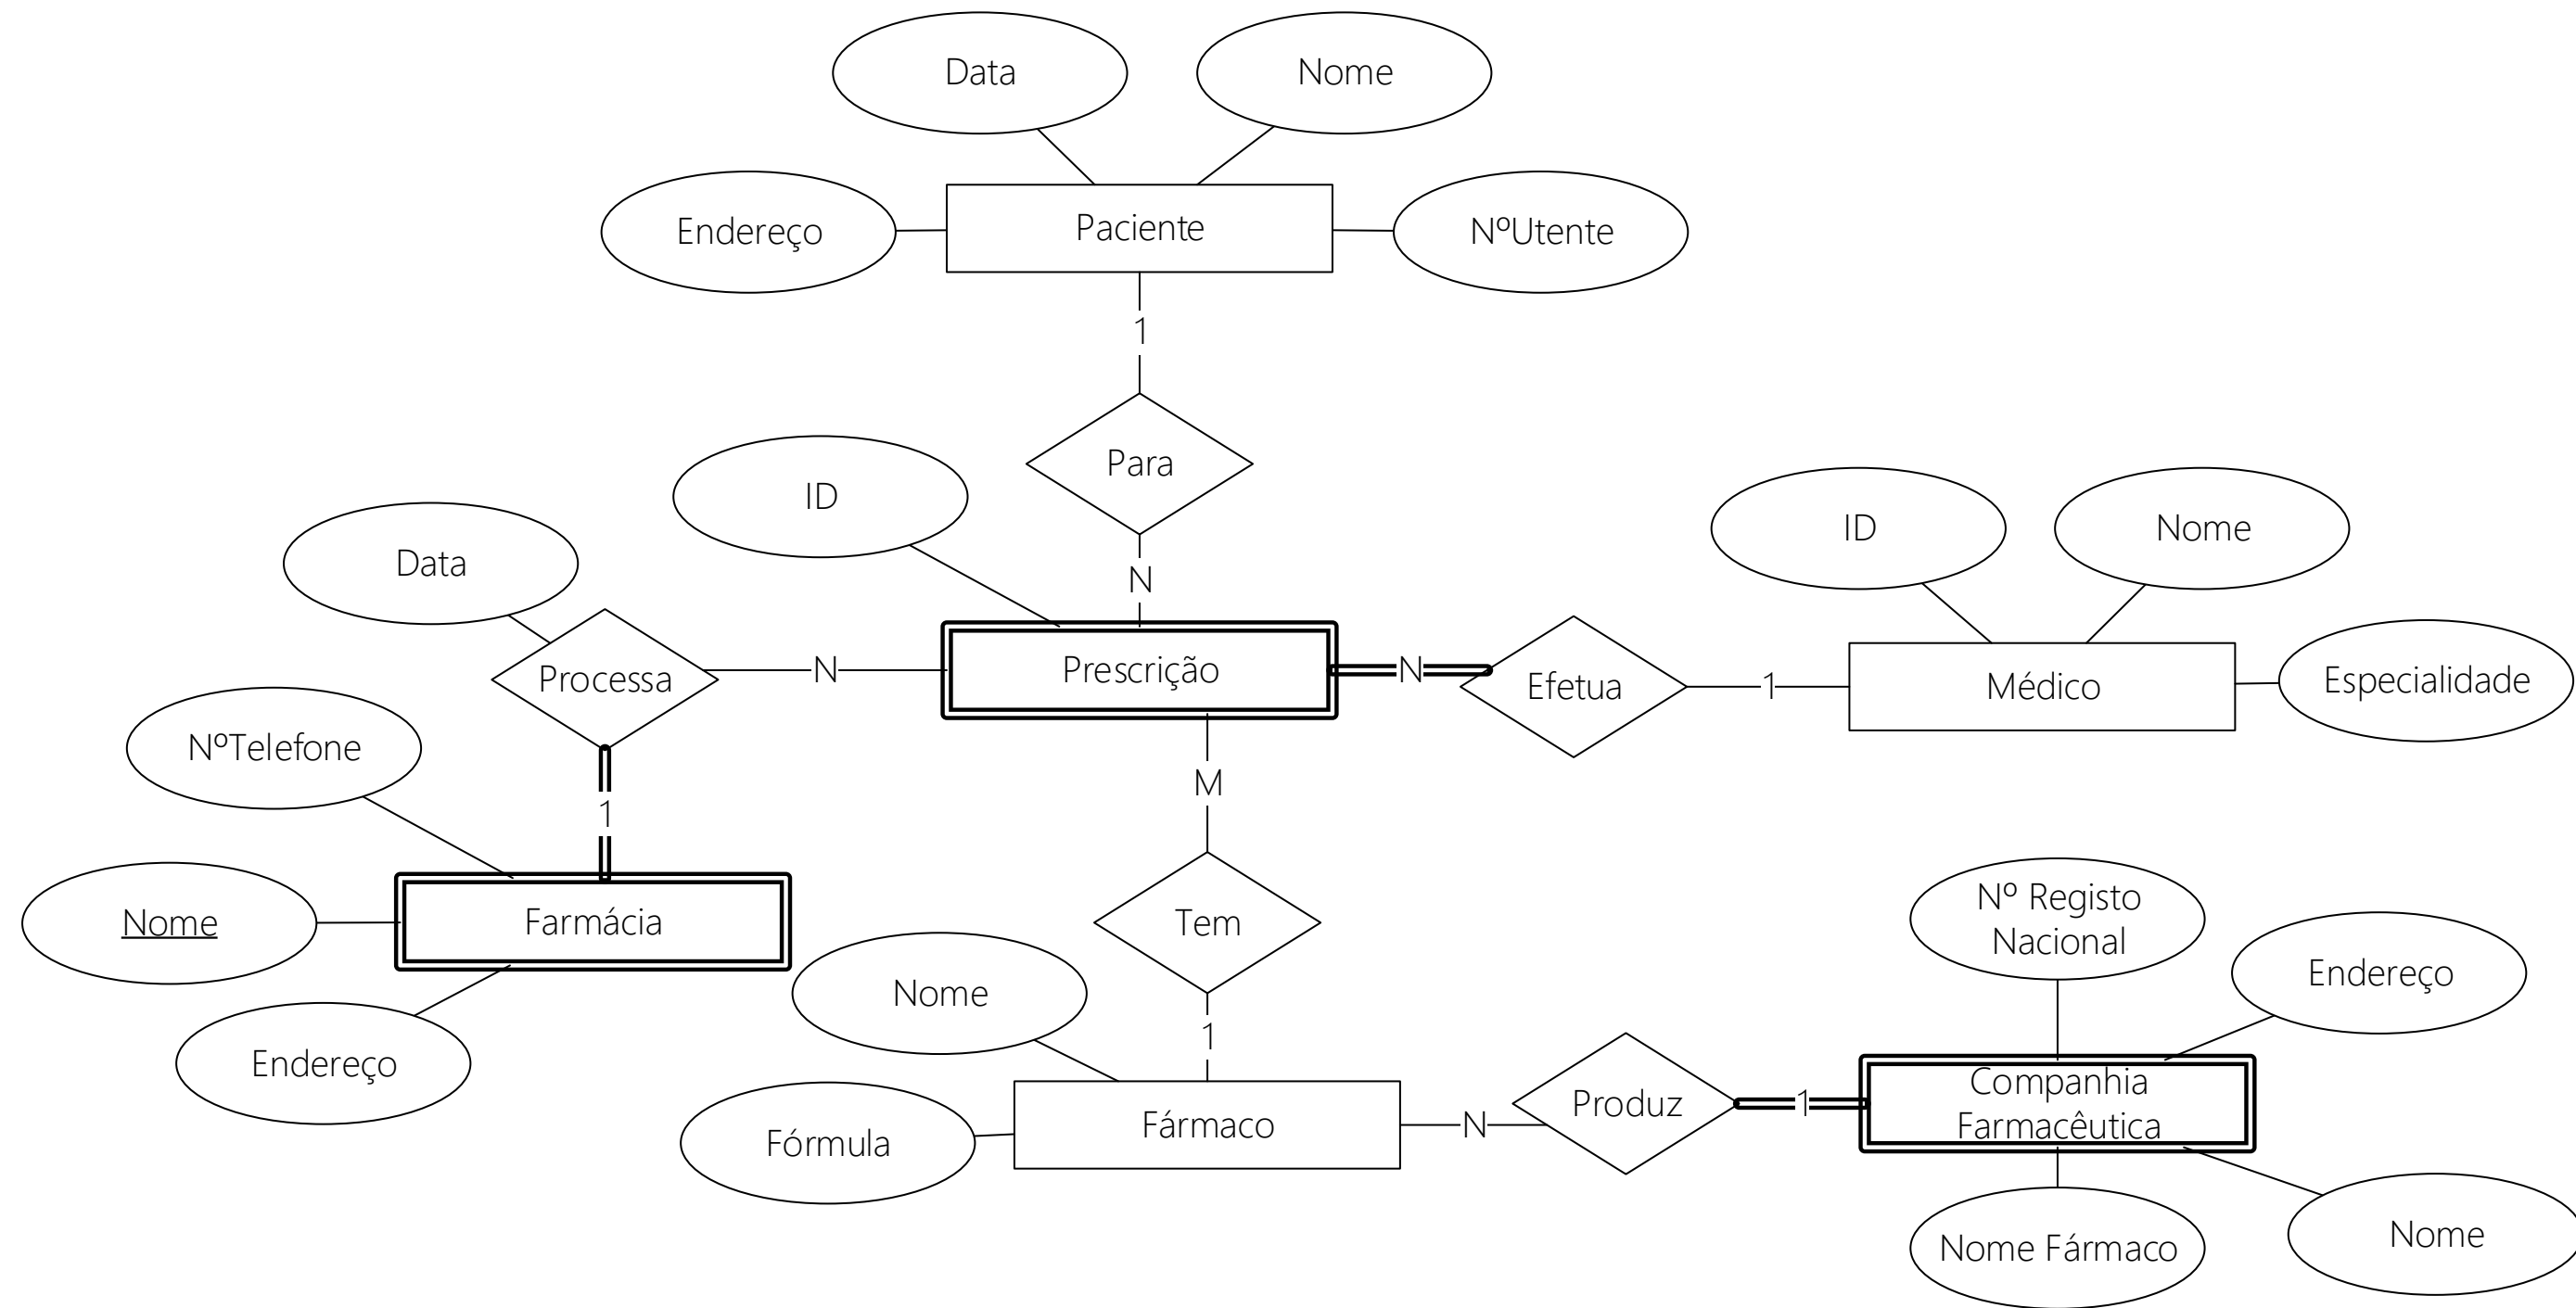 Data
Nome
Endereço
Paciente
NºUtente
1
Para
ID
ID
Nome
Data
N
Processa
N
Prescrição
N
Efetua
1
Médico
Especialidade
NºTelefone
M
1
Nome
Farmácia
Tem
Nº Registo
Nacional
Endereço
Nome
Endereço
1
Fórmula
Fármaco
N
Produz
1
Companhia
Farmacêutica
Nome Fármaco
Nome